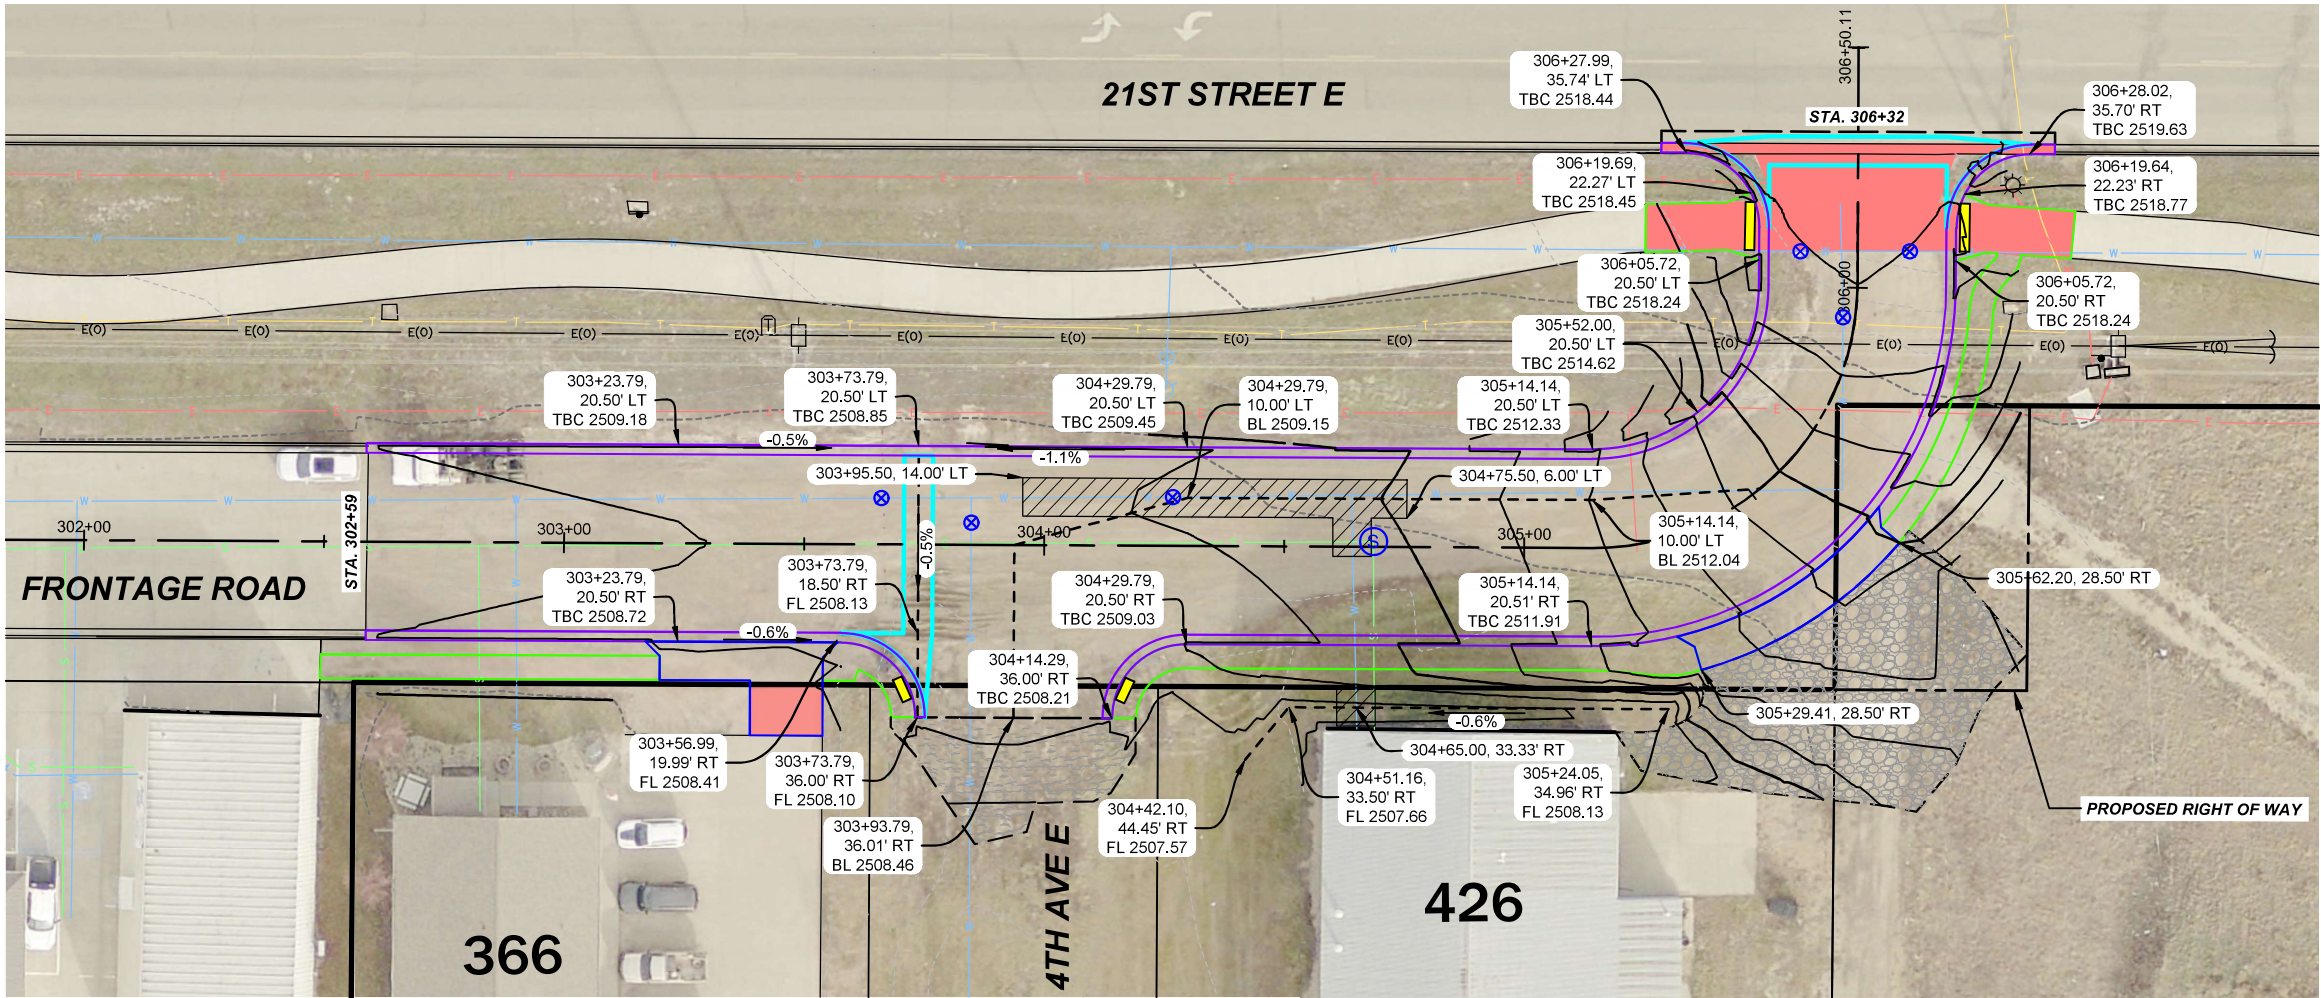 21ST STREET E
306+50.11
306+27.99,
35.74' LT
TBC 2518.44
STA. 306+32
306+28.02,
35.70' RT
TBC 2519.63
306+19.69,
22.27' LT
TBC 2518.45
306+19.64,
22.23' RT
TBC 2518.77
306+05.72,
20.50' LT
TBC 2518.24
306+00
306+05.72,
20.50' RT
TBC 2518.24
305+52.00,
20.50' LT
TBC 2514.62
E(O)
E(O)
E(O)
E(O)
E(O)
E(O)
E(O)
E(O)
E(O)
E(O)
E(O)
E(O)
E(O)
E(O)
303+23.79,
20.50' LT
TBC 2509.18
303+73.79,
20.50' LT
TBC 2508.85
304+29.79,
20.50' LT
TBC 2509.45
304+29.79,
10.00' LT
BL 2509.15
305+14.14,
20.50' LT
TBC 2512.33
-0.5%
-1.1%
303+95.50, 14.00' LT
304+75.50, 6.00' LT
302+00
STA. 302+59
303+00
304+00
305+00
-0.5%
S
305+14.14,
10.00' LT
BL 2512.04
FRONTAGE ROAD
303+23.79,
20.50' RT
TBC 2508.72
303+73.79,
18.50' RT
FL 2508.13
304+29.79,
20.50' RT
TBC 2509.03
305+14.14,
20.51' RT
TBC 2511.91
305+62.20, 28.50' RT
-0.6%
304+14.29,
36.00' RT
TBC 2508.21
305+29.41, 28.50' RT
-0.6%
303+56.99,
19.99' RT
FL 2508.41
303+73.79,
36.00' RT
FL 2508.10
304+65.00, 33.33' RT
304+51.16,
33.50' RT
FL 2507.66
305+24.05,
34.96' RT
FL 2508.13
303+93.79,
36.01' RT
BL 2508.46
304+42.10,
44.45' RT
FL 2507.57
PROPOSED RIGHT OF WAY
4TH AVE E
366
426